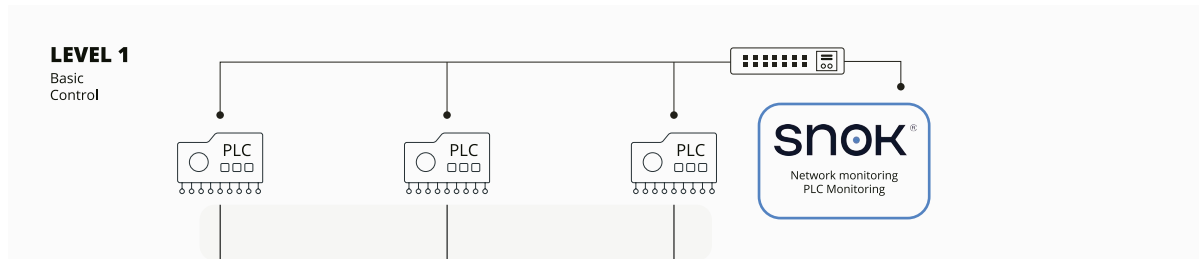 LEVEL 1
Basic
Control
PLC
PLC
PLC
snok®
Network monitoring
PLC Monitoring